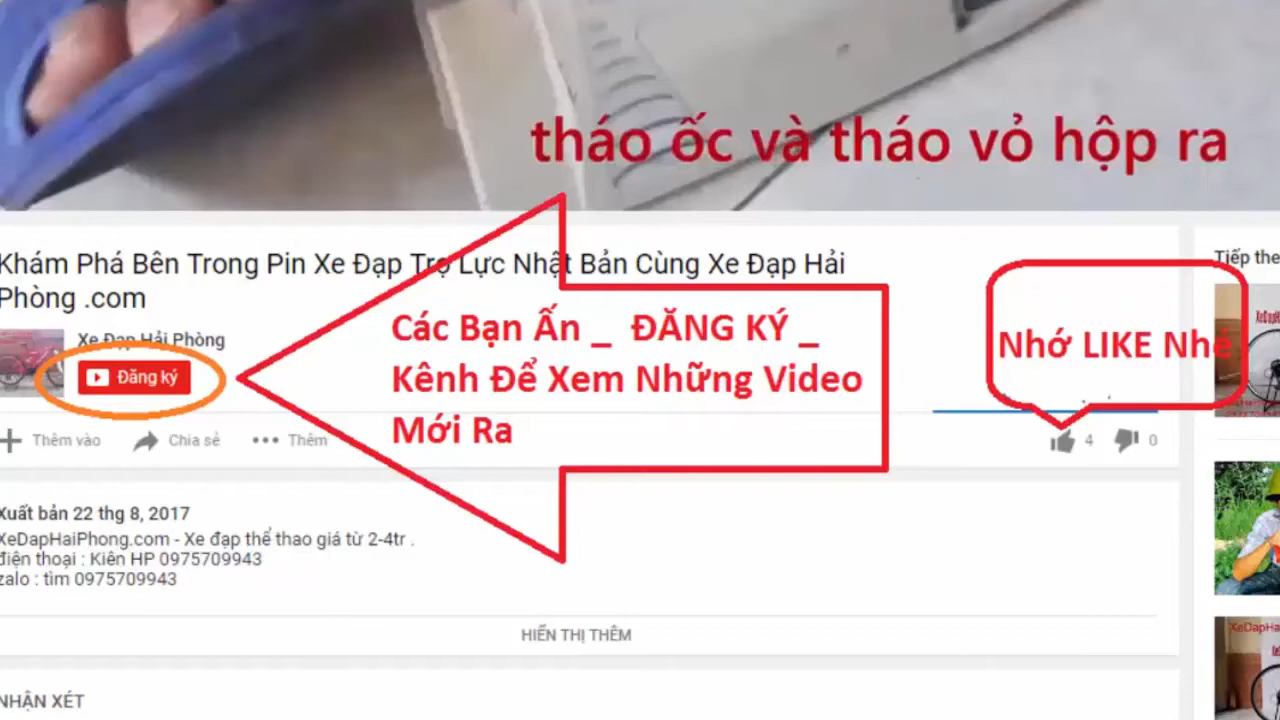 tháo ốc và tháo vỏ hộp ra
Khám Phá Bên Trong Pin Xe Đạp Trợ Lực Nhật Bản Cùng Xe Đạp Hải
Phòng .com
Xe Đạp Hải Phòng
Đăng ký
Các Bạn Ấn _ ĐĂNG KÝ _
Kênh Để Xem Những Video
Mới Ra
Nhớ LIKE Nhé
Tiếp the
Thêm vào
Chia sẻ
Thêm
4
0
Xuất bản 22 thg 8, 2017
XeDapHaiPhong.com - Xe đạp thể thao giá từ 2-4tr .
điện thoại : Kiên HP 0975709943
zalo : tìm 0975709943
HIỂN THỊ THÊM
XeDapHa
NHẬN XÉT